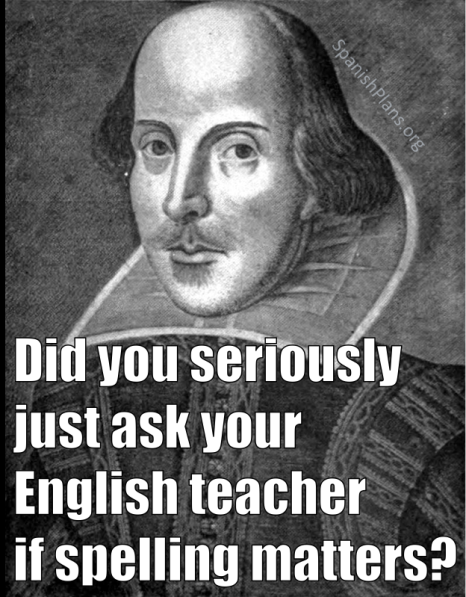 SpanishPlans.org
Did you seriously
just ask your
English teacher
if spelling matters?